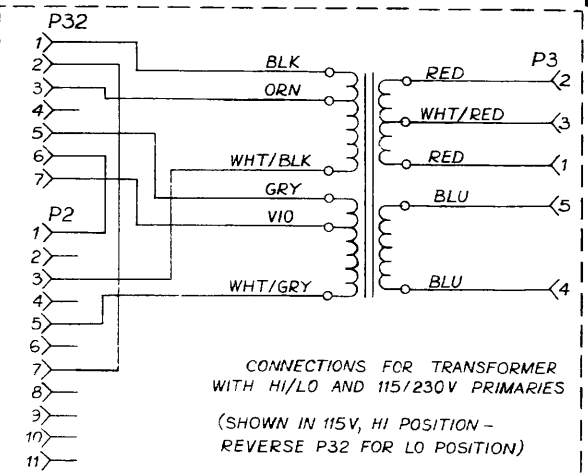 P32
1
2
3
4
5
6
7
P2
1
2
3
4
5
6
7
8
9
10
11
BLK
ORN
WHT/BLK
GRY
VIO
WHT/GRY
RED
WHT/RED
RED
BLU
BLU
P3
2
3
1
5
4
CONNECTIONS FOR TRANSFORMER
WITH HI/LO AND 115/230V PRIMARIES
(SHOWN IN 115V, HI POSITION -
REVERSE P32 FOR LO POSITION)